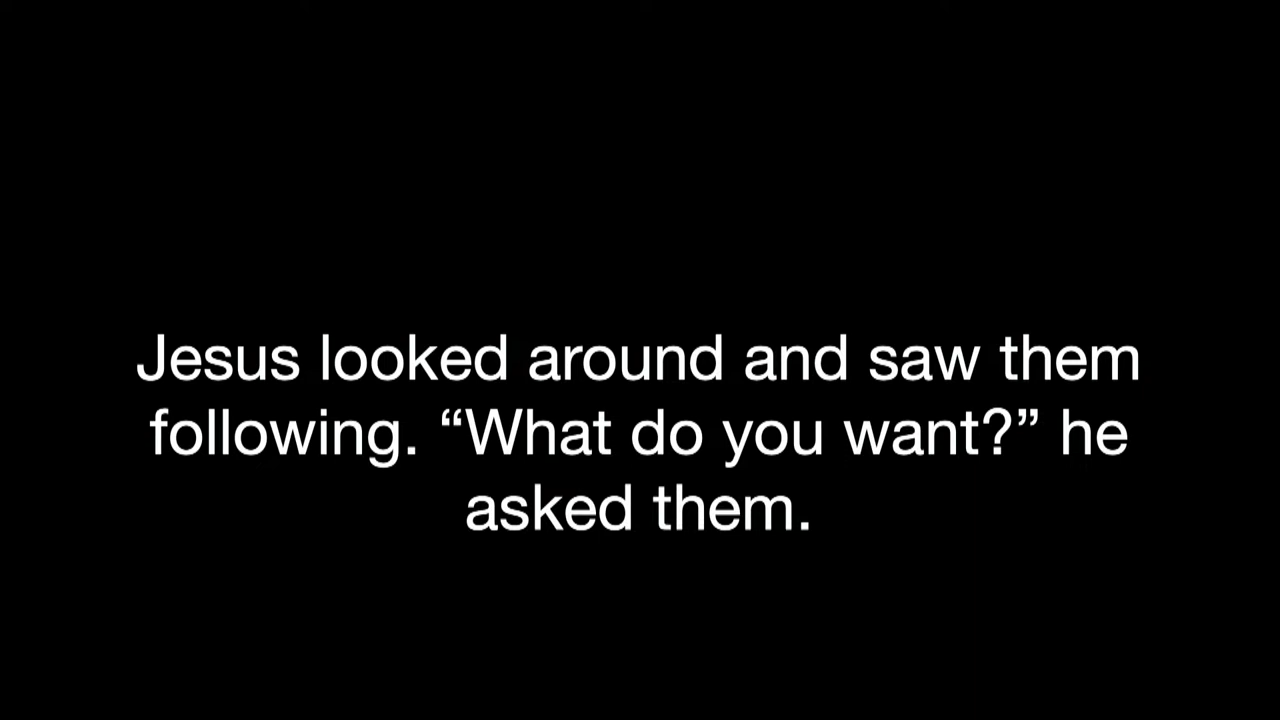 Jesus looked around and saw them
following. “What do you want?” he
asked them.